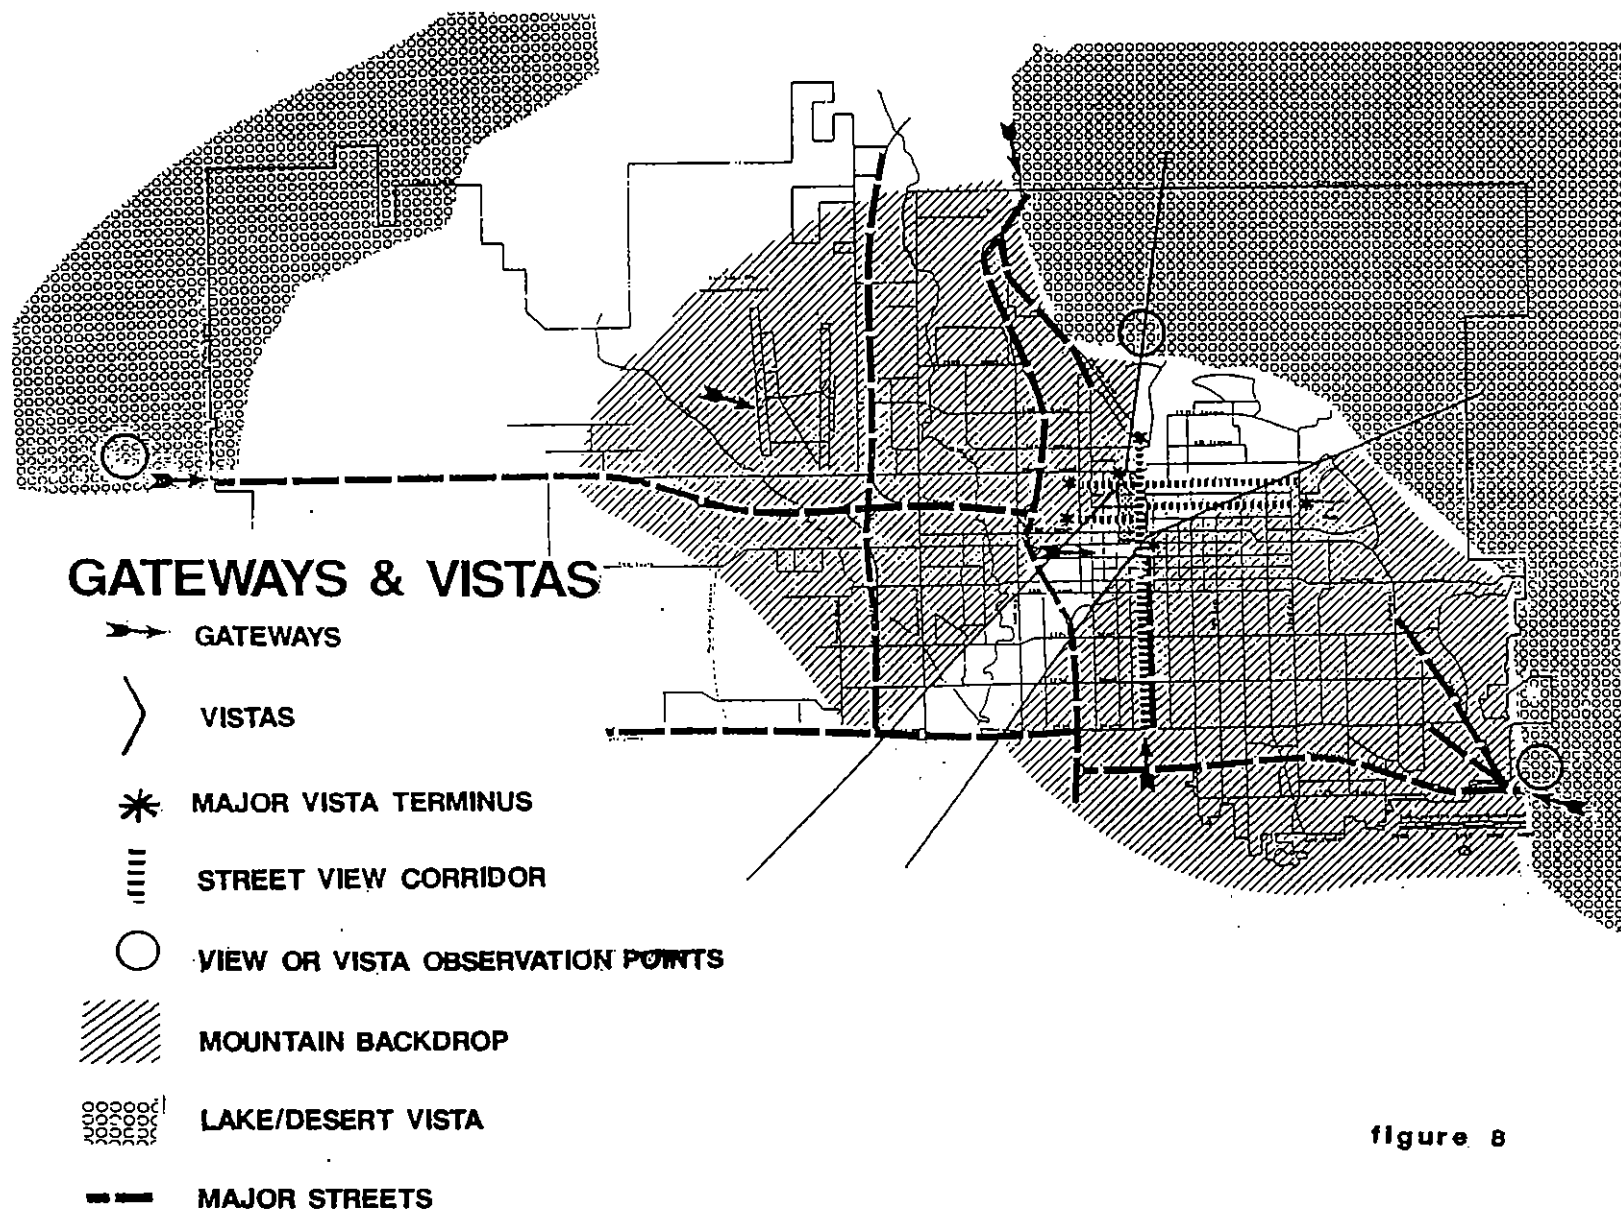 GATEWAYS & VISTAS
GATEWAYS
VISTAS
MAJOR VISTA TERMINUS
STREET VIEW CORRIDOR
VIEW OR VISTA OBSERVATION POINTS
MOUNTAIN BACKDROP
LAKE/DESERT VISTA
MAJOR STREETS
figure 8